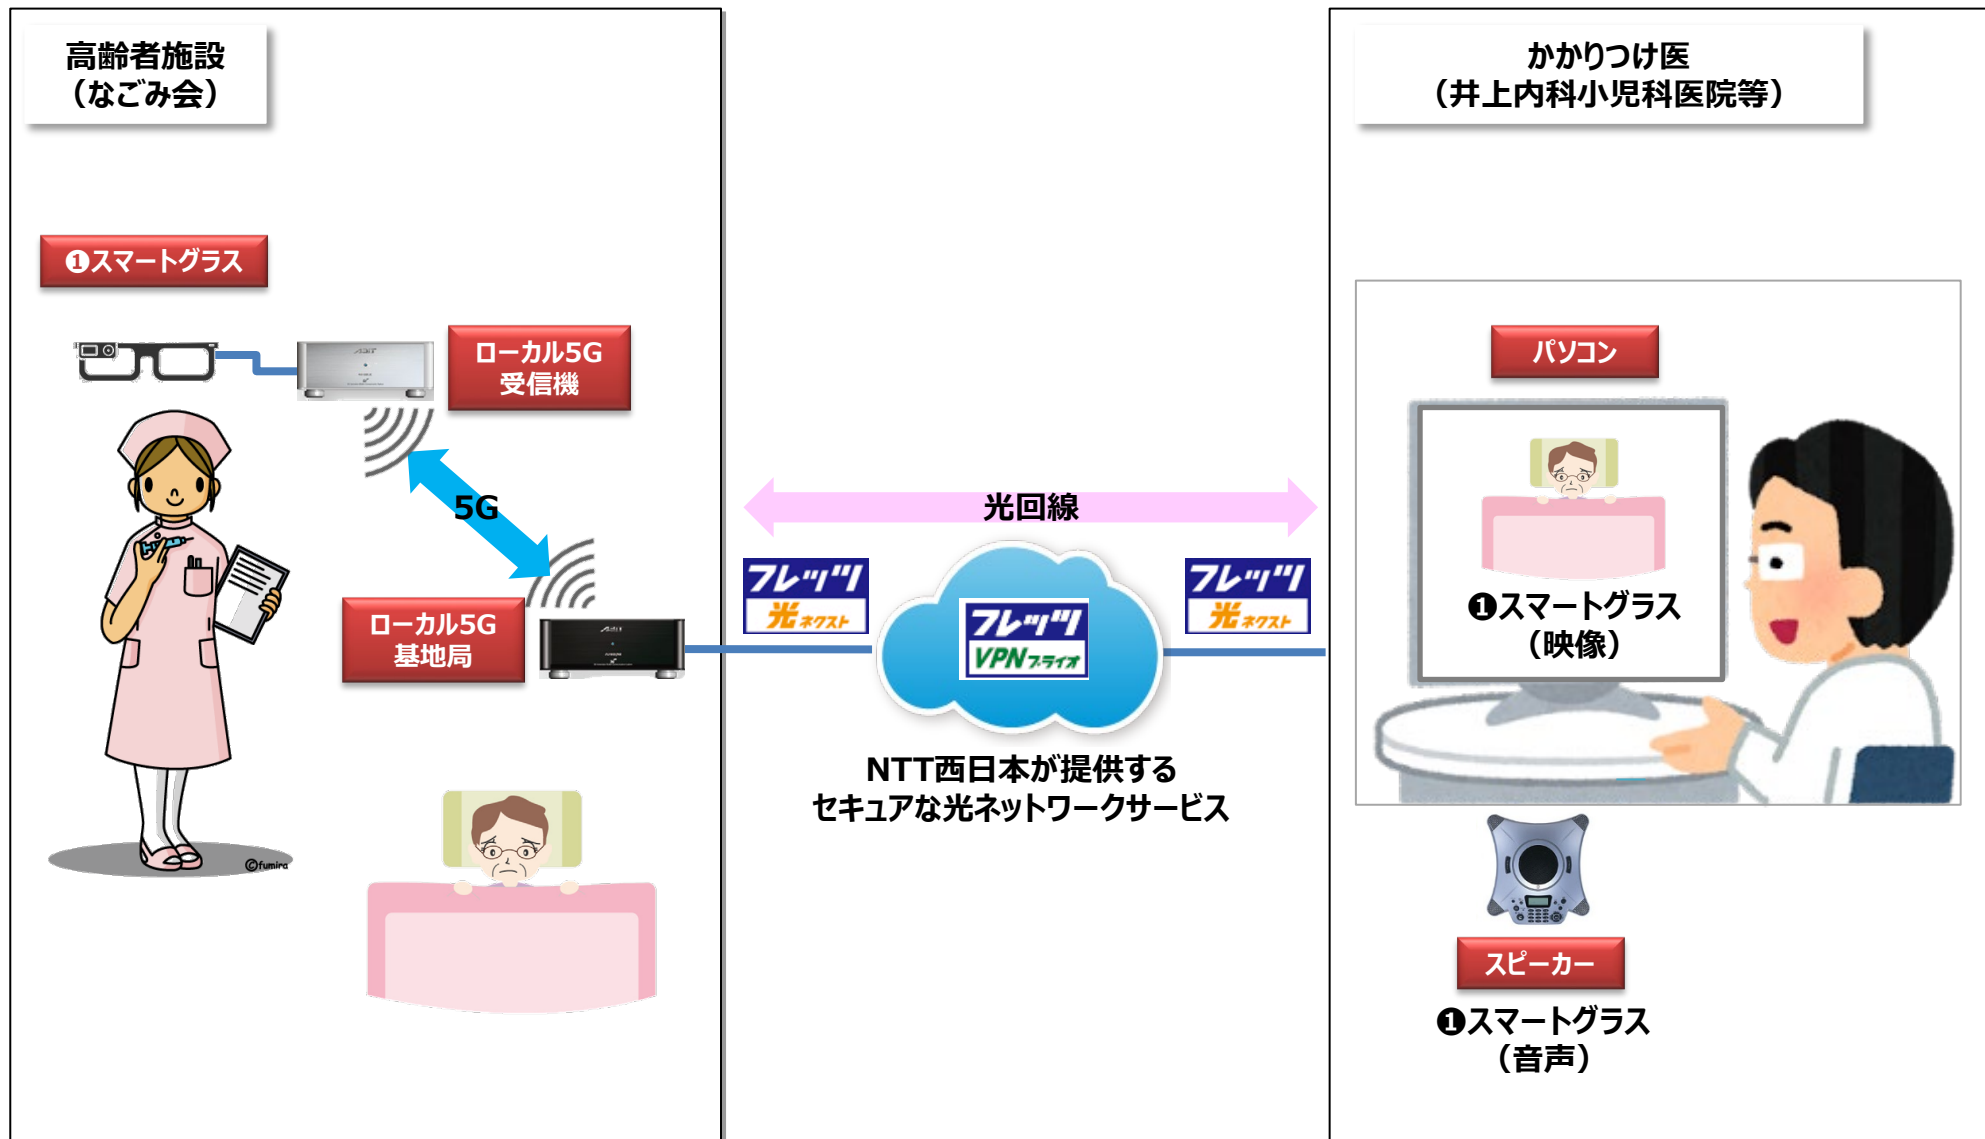 高齢者施設
（なごみ会）
❶スマートグラス
ローカル5G
受信機
5G
ローカル5G
基地局
©fumira
光回線
フレッツ
光ネクスト
フレッツ
VPNプライオ
フレッツ
光ネクスト
NTT西日本が提供する
セキュアな光ネットワークサービス
かかりつけ医
（井上内科小児科医院等）
パソコン
❶スマートグラス
（映像）
スピーカー
❶スマートグラス
（音声）